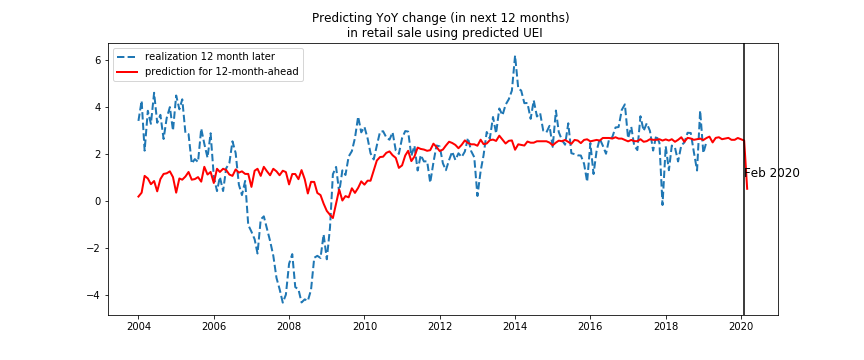 Predicting YoY change (in next 12 months)
in retail sale using predicted UEI
realization 12 month later
prediction for 12-month-ahead
6
4
2
0
−2
−4
Feb 2020
2004 2006 2008 2010 2012 2014 2016 2018 2020